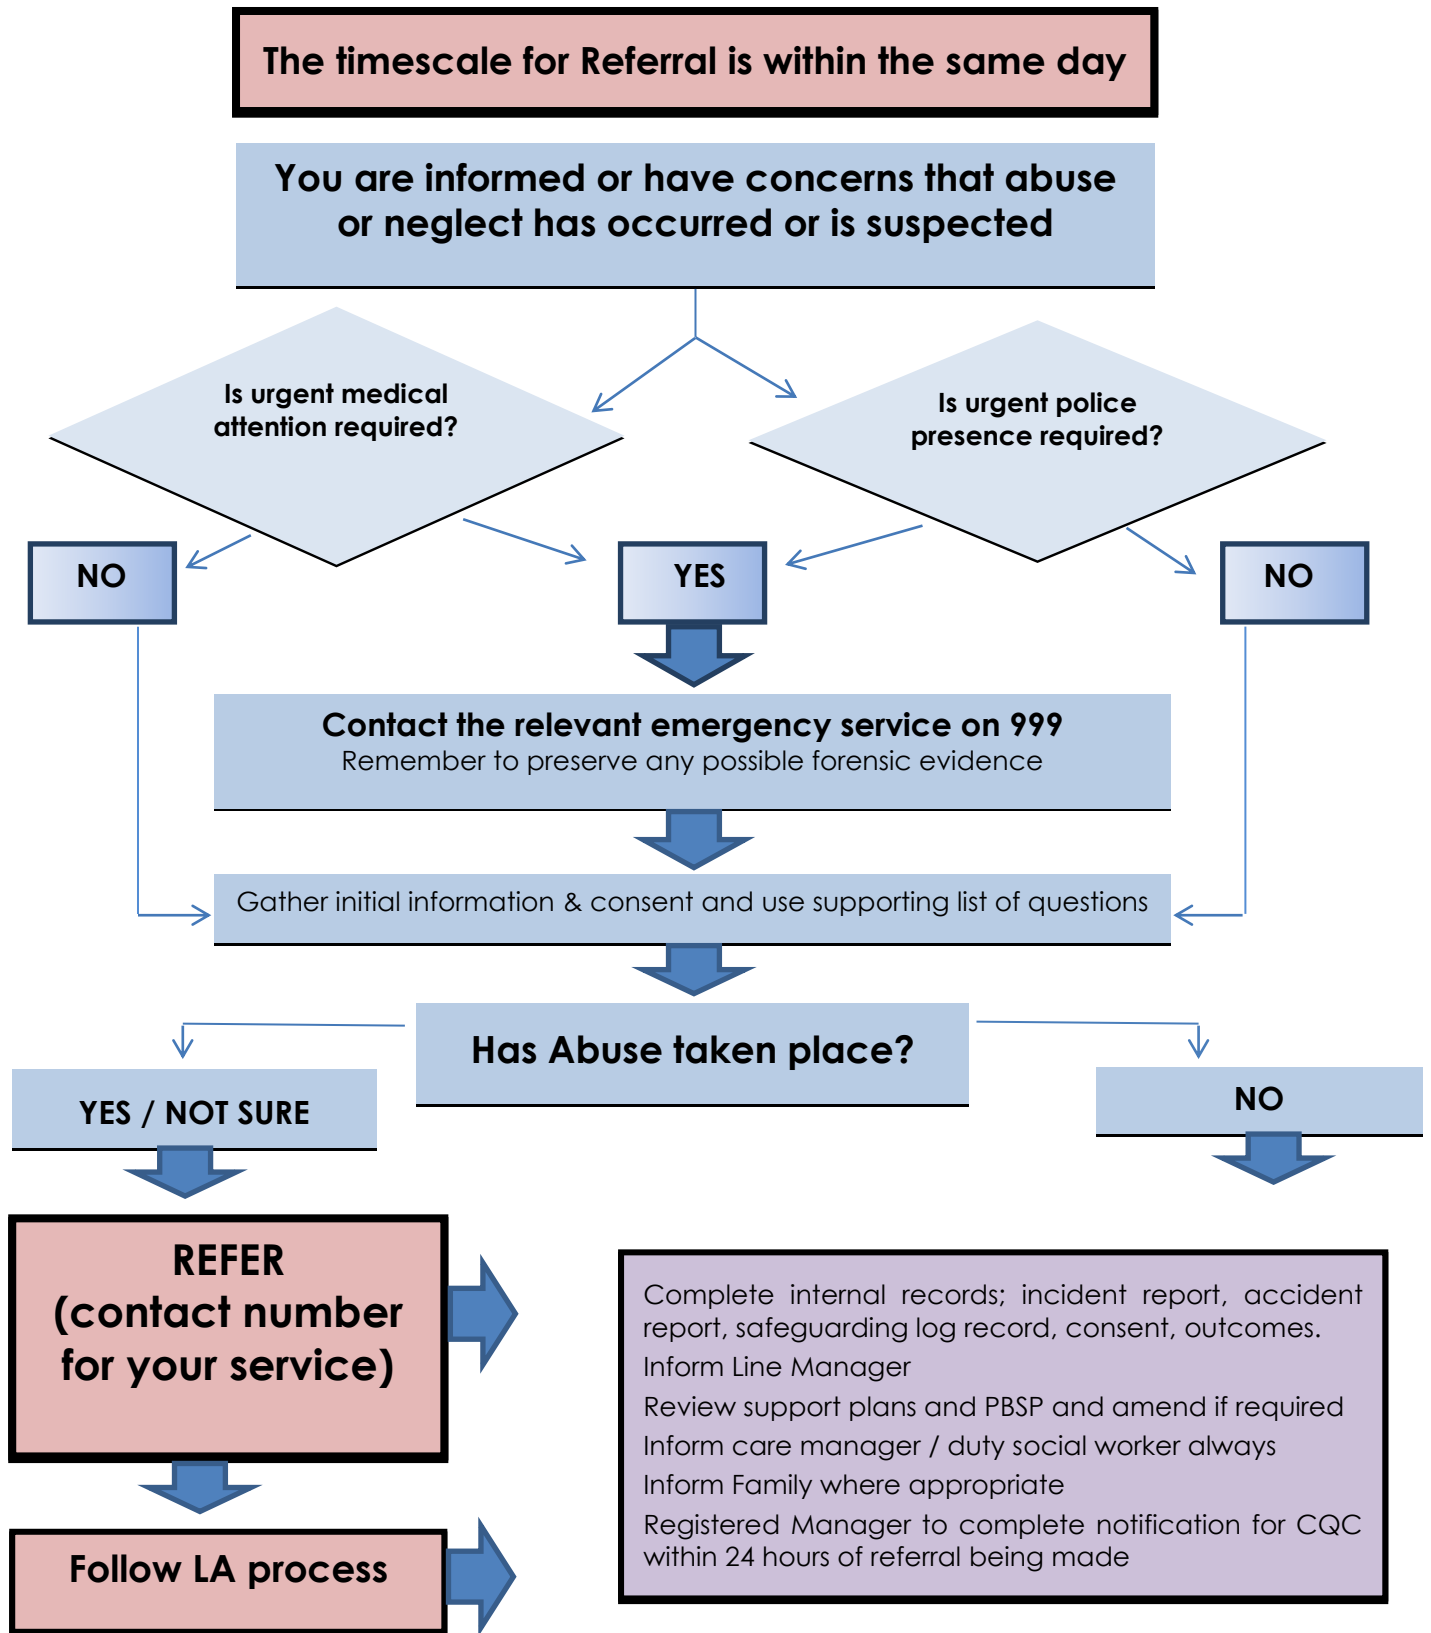 The timescale for Referral is within the same day
You are informed or have concerns that abuse
or neglect has occurred or is suspected
Is urgent medical
attention required?
Is urgent police
presence required?
NO
YES
NO
Contact the relevant emergency service on 999
Remember to preserve any possible forensic evidence
Gather initial information & consent and use supporting list of questions
Has Abuse taken place?
YES / NOT SURE
NO
REFER
(contact number
for your service)
Complete internal records; incident report, accident
report, safeguarding log record, consent, outcomes.
Inform Line Manager
Review support plans and PBSP and amend if required
Inform care manager / duty social worker always
Inform Family where appropriate
Registered Manager to complete notification for CQC
within 24 hours of referral being made
Follow LA process